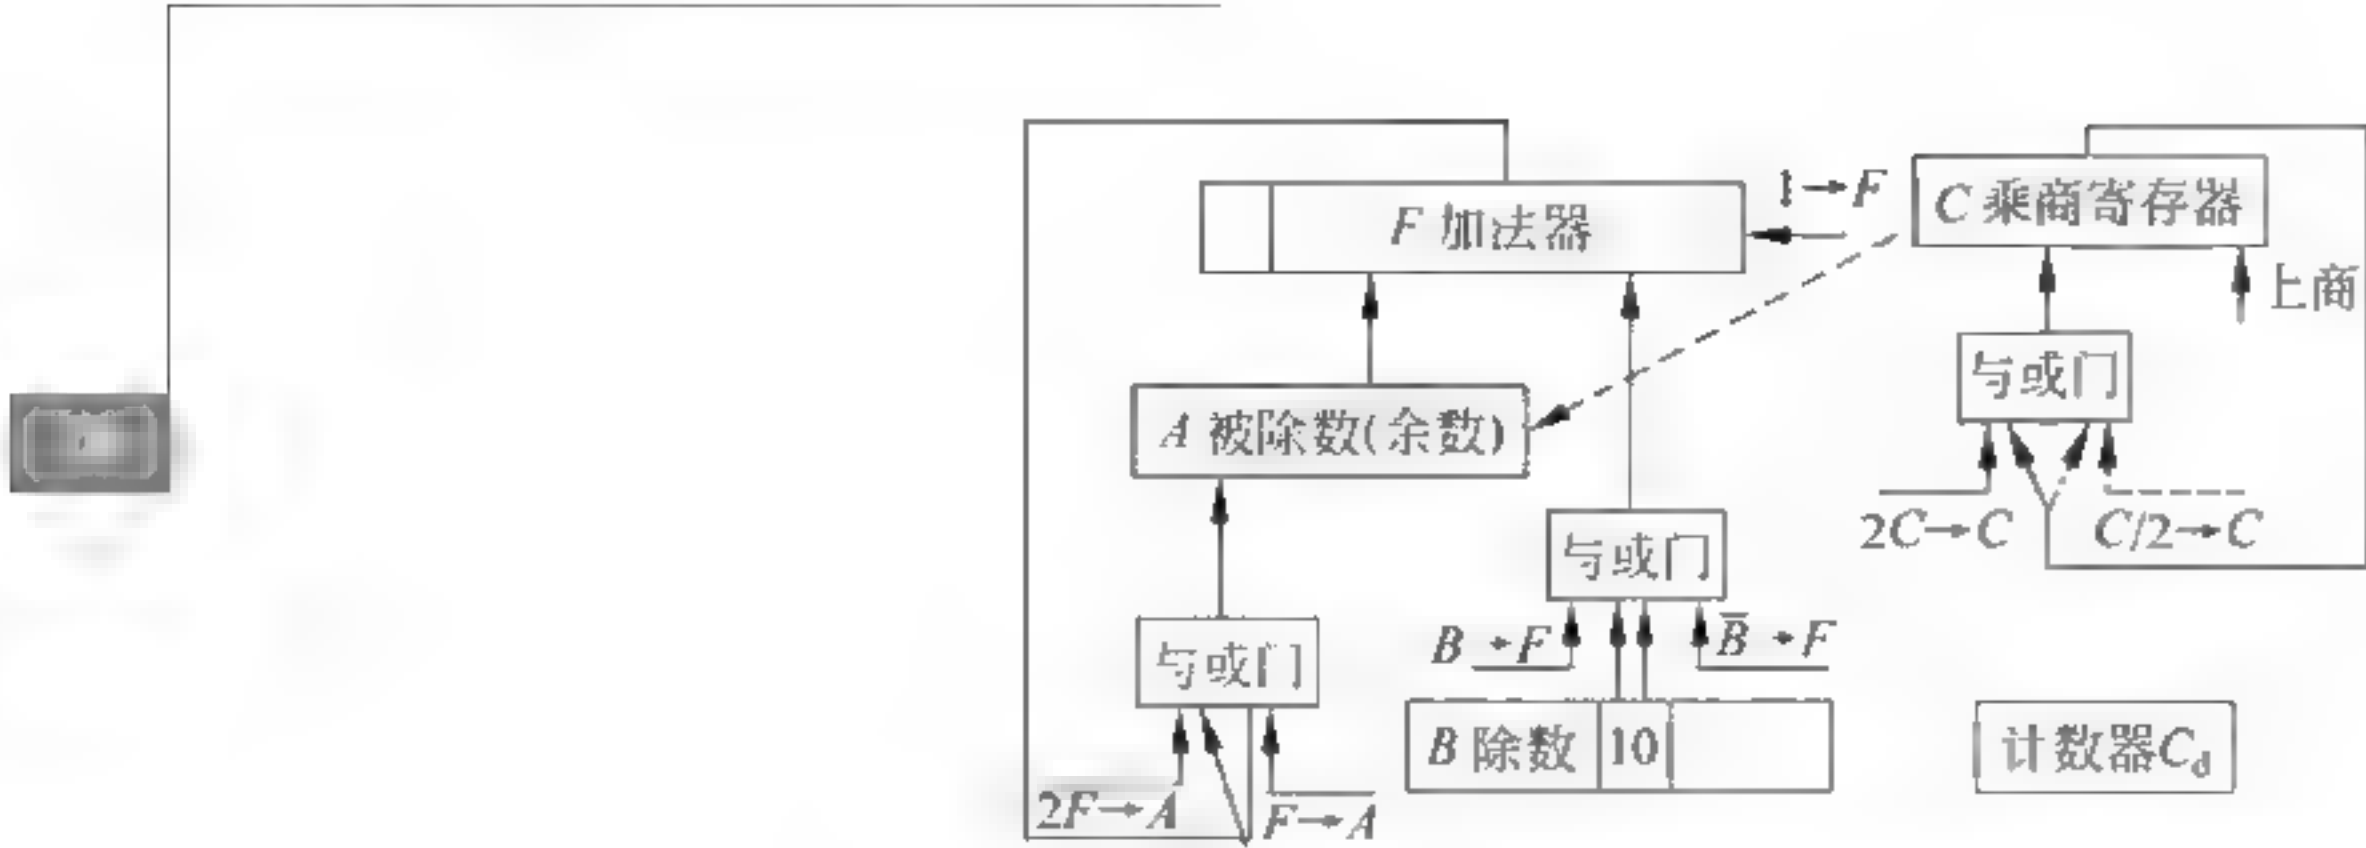 1→F
C 乘商寄存器
F 加法器
上商
与或门
A 被除数(余数)
2C→C
C/2→C
与或门
B→F
B̅→F
与或门
B 除数 10
计数器C_d
2F→A
F→A